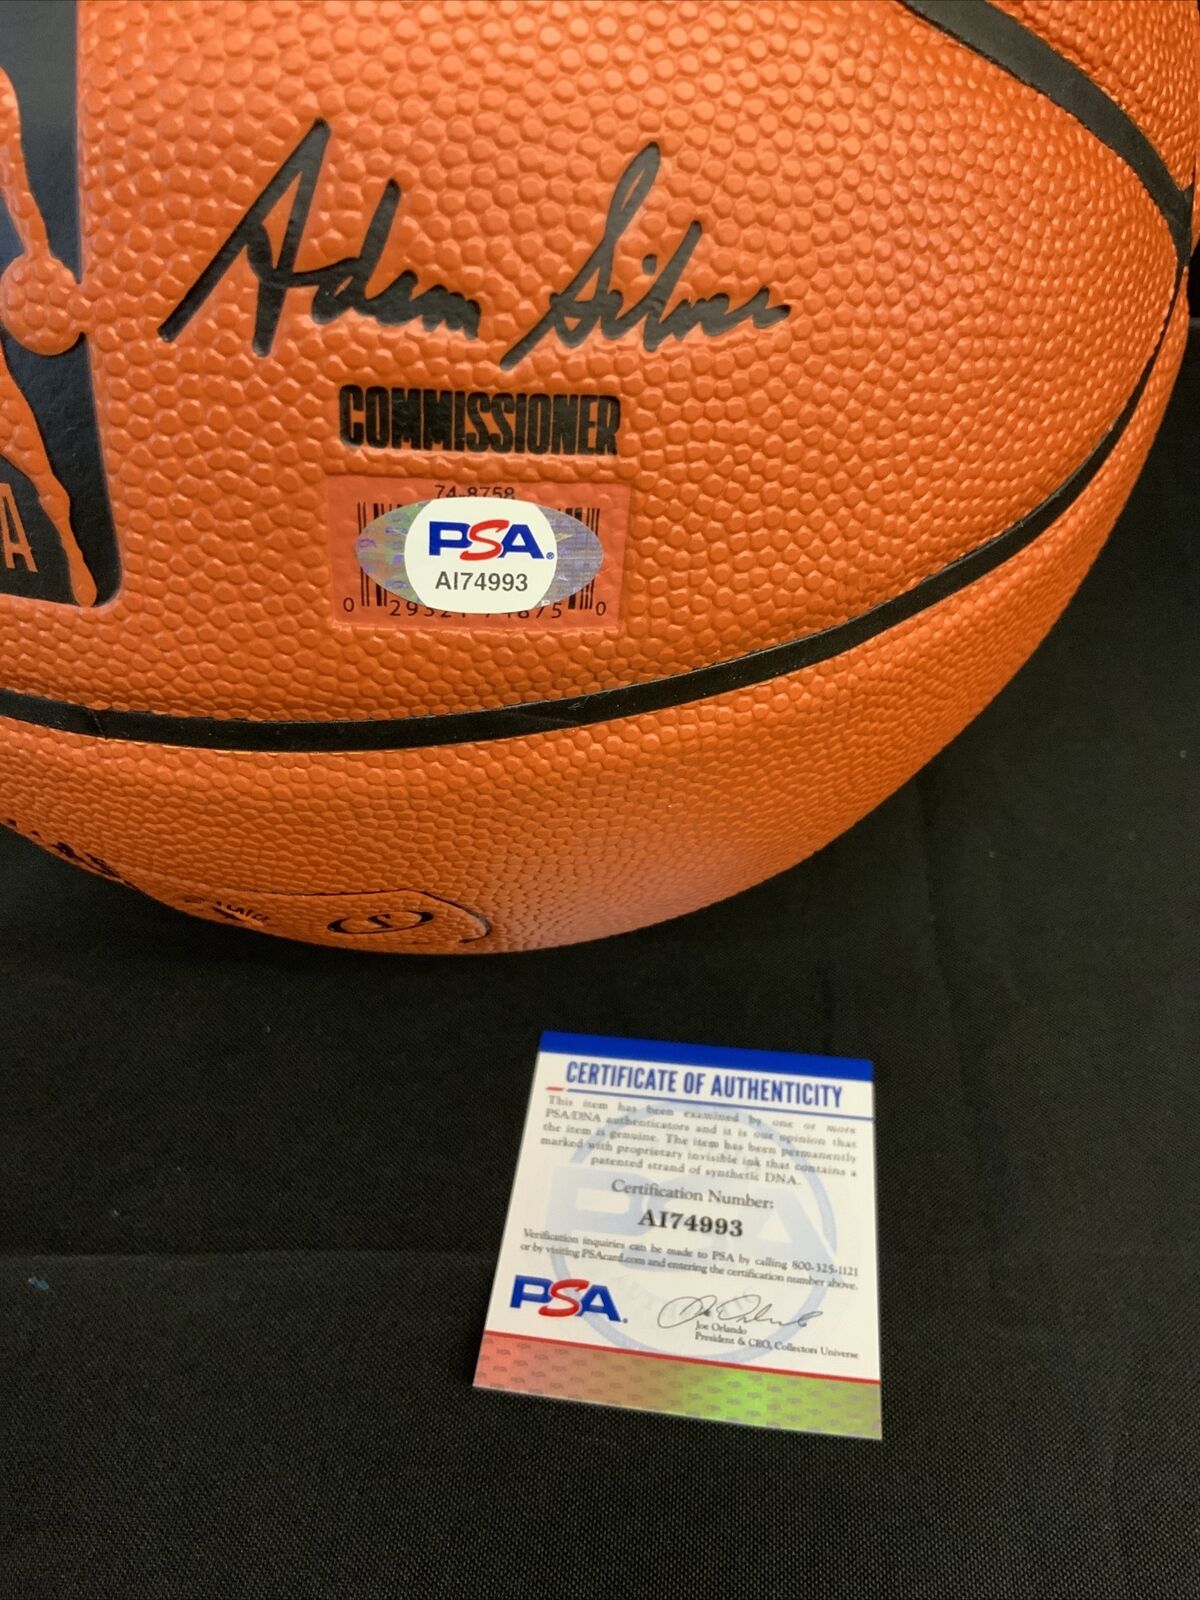 Adam Silver
COMMISSIONER
74-8758
PSA
AI74993
A
CERTIFICATE OF AUTHENTICITY
This item has been examined by one or more
PSA/DNA authenticators and it is our opinion that
the item is genuine. The item has been permanently
marked with proprietary invisible ink that contains a
patented strand of synthetic DNA.
Certification Number:
AI74993
Verification inquiries can be made to PSA by calling 800-325-1121
or by visiting PSAcard.com and entering the certification number above.
PSA
Joe Orlando
President & CEO, Collectors Universe